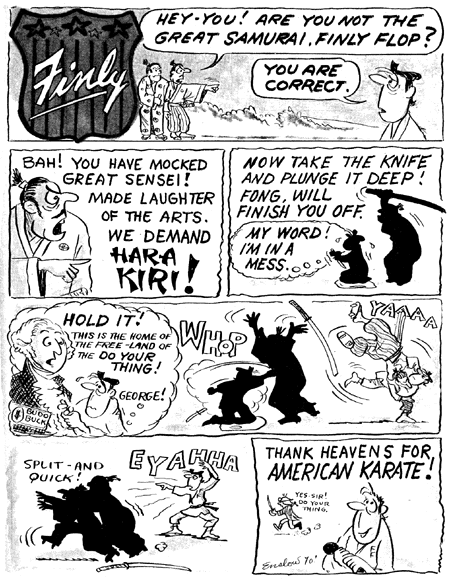 Finly
HEY-YOU! ARE YOU NOT THE
GREAT SAMURAI, FINLY FLOP?
YOU ARE
CORRECT.
BAH! YOU HAVE MOCKED
GREAT SENSEI!
MADE LAUGHTER
OF THE ARTS.
WE DEMAND
HARA
KIRI!
NOW TAKE THE KNIFE
AND PLUNGE IT DEEP!
FONG, WILL
FINISH YOU OFF.
MY WORD!
I'M IN A
MESS.
HOLD IT!
THIS IS THE HOME OF
THE FREE-LAND OF
THE DO YOUR
THING!
GEORGE!
$
BUDO
BUCK
WHOP
YAAAA
SPLIT-AND
QUICK!
EYAHHA
THANK HEAVENS FOR
AMERICAN KARATE!
YES-SIR!
DO YOUR
THING.
F
Enslow 70'